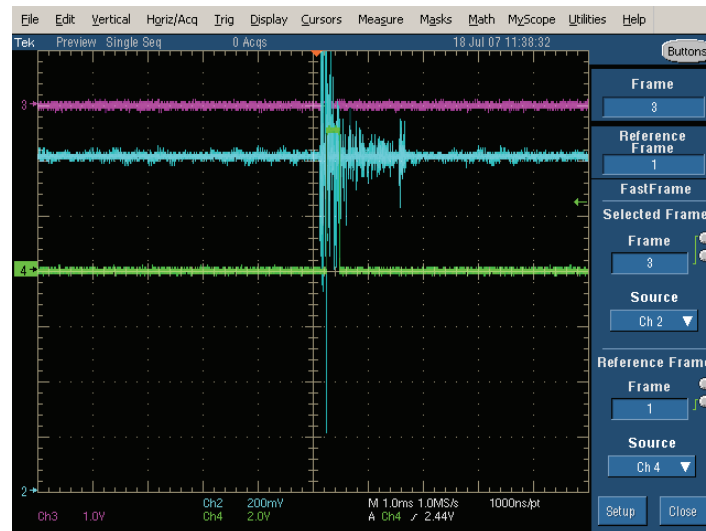 File Edit Vertical Horiz/Acq Trig Display Cursors Measure Masks Math MyScope Utilities Help
Tek Preview Single Seq 0 Acqs 18 Jul 07 11:38:32
Buttons
Frame
3
Reference
Frame
1
FastFrame
Selected Frame
Frame
3
Source
Ch 2
Reference Frame
Frame
1
Source
Ch 4
Setup Close
3
4
2
Ch2 200mV M 1.0ms 1.0MS/s 1000ns/pt
Ch3 1.0V Ch4 2.0V A Ch4 2.44V